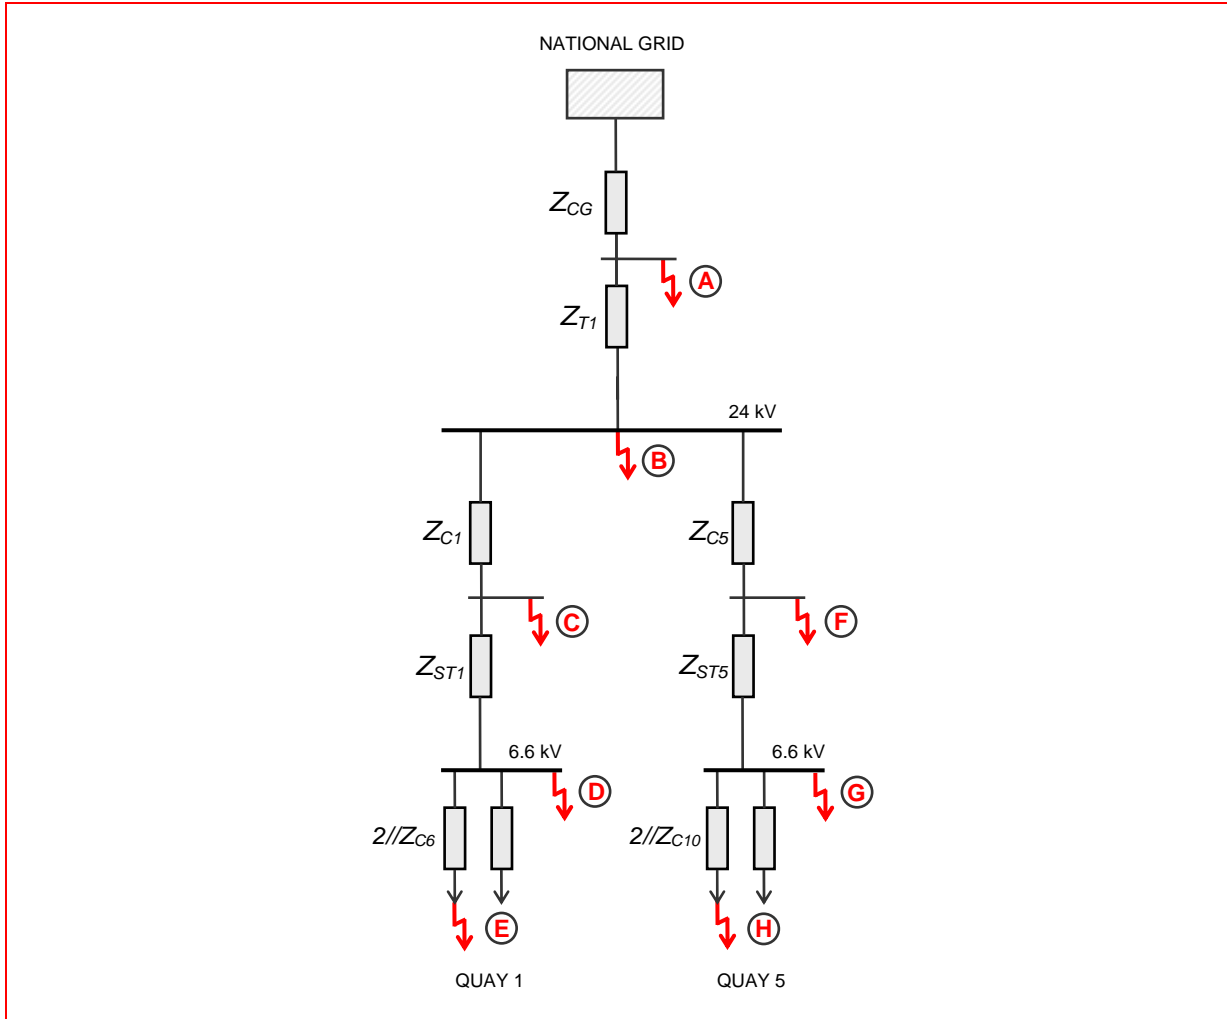 NATIONAL GRID
ZCG
A
ZT1
24 kV
B
ZC1
ZC5
C
F
ZST1
ZST5
6.6 kV
6.6 kV
D
G
2//ZC6
2//ZC10
E
H
QUAY 1
QUAY 5